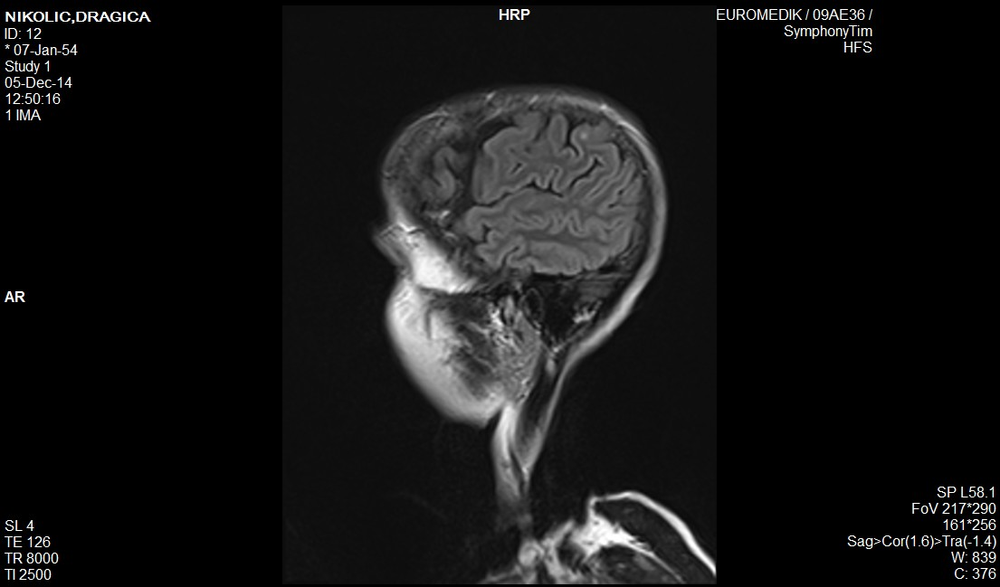 NIKOLIC,DRAGICA
ID: 12
* 07-Jan-54
Study 1
05-Dec-14
12:50:16
1 IMA
HRP
EUROMEDIK / 09AE36 /
SymphonyTim
HFS
AR
SL 4
TE 126
TR 8000
TI 2500
SP L58.1
FoV 217*290
161*256
Sag>Cor(1.6)>Tra(-1.4)
W: 839
C: 376